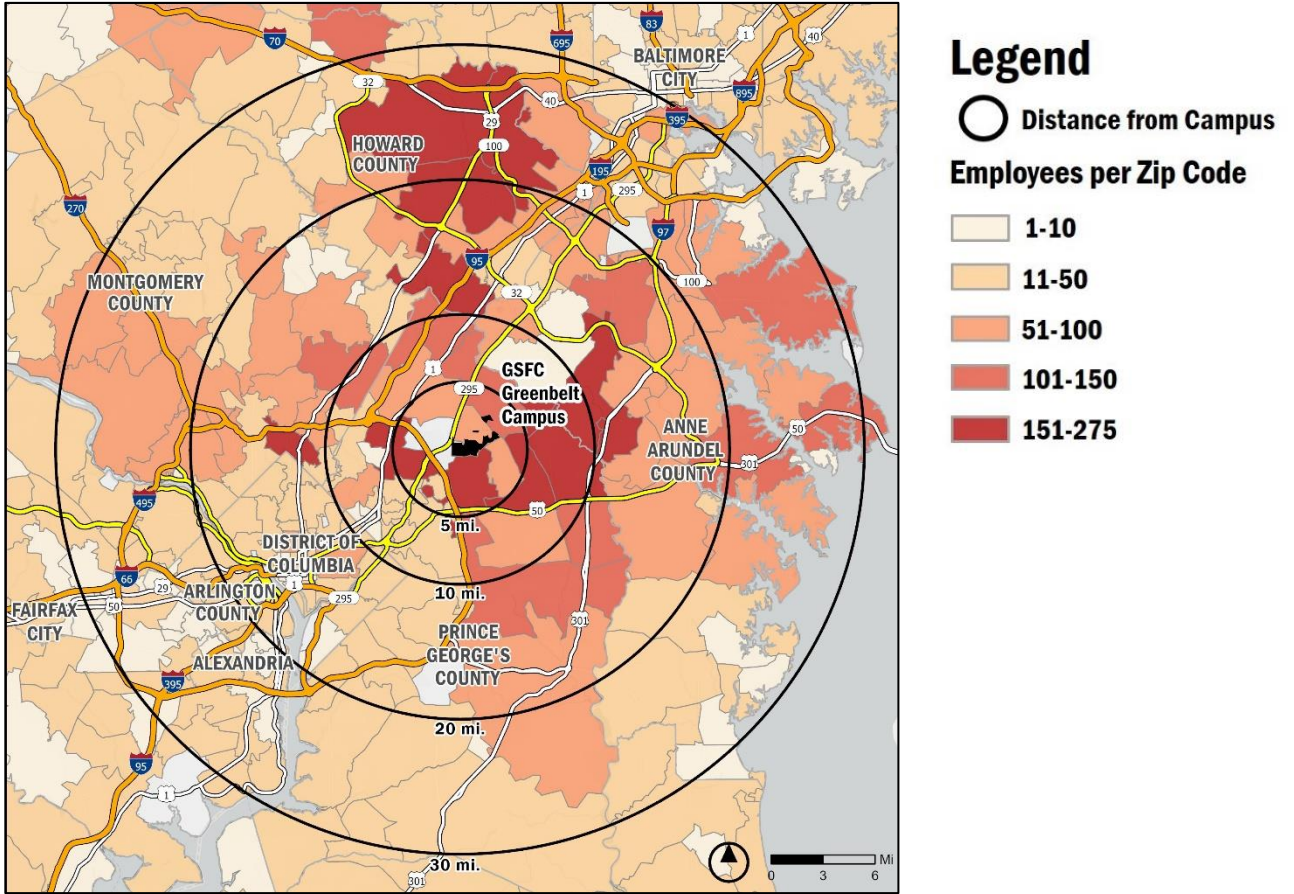 70
83
1
695
40
BALTIMORE
CITY
32
40
895
29
395
HOWARD
COUNTY
100
195
1
295
270
97
95
MONTGOMERY
COUNTY
100
32
1
GSFC
Greenbelt
Campus
295
ANNE
ARUNDEL
COUNTY
50
301
495
50
5 mi.
DISTRICT OF
COLUMBIA
66
29
1
10 mi.
ARLINGTON
COUNTY
295
FAIRFAX
CITY
50
301
PRINCE
GEORGE'S
COUNTY
ALEXANDRIA
395
20 mi.
95
1
30 mi.
301
Mi
0 3 6
Legend
Distance from Campus
Employees per Zip Code
1-10
11-50
51-100
101-150
151-275